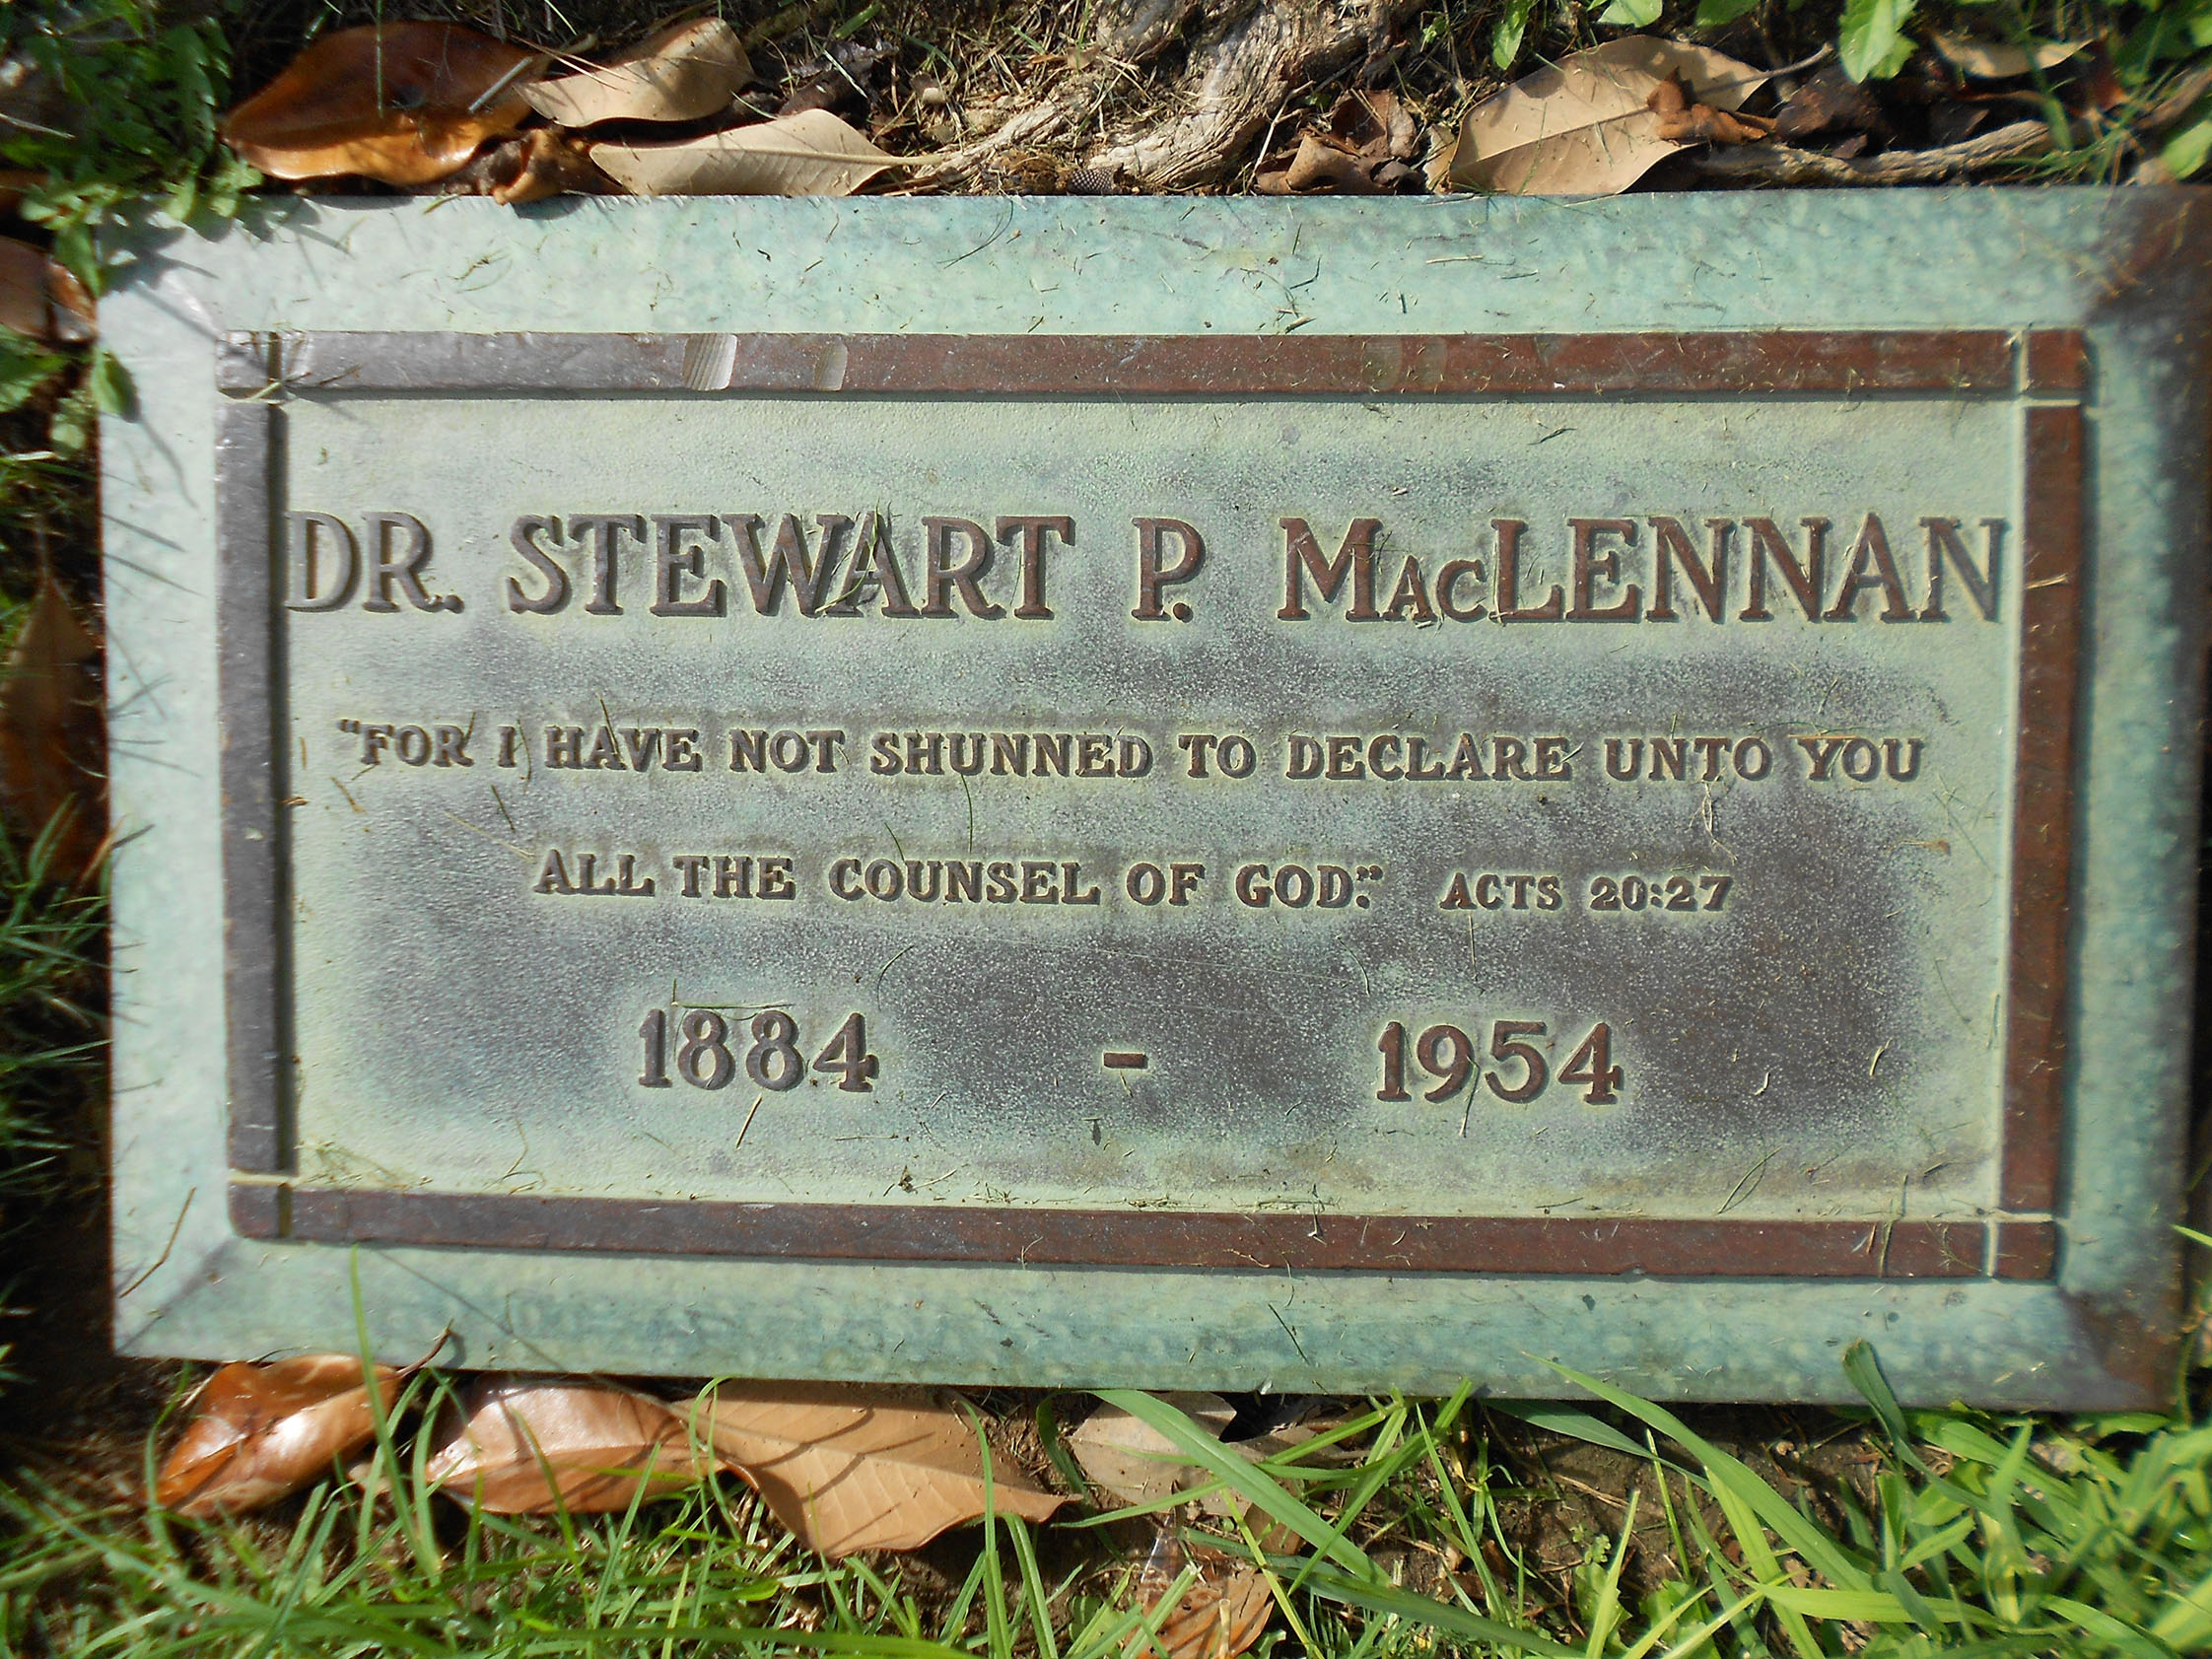 DR. STEWART P. MacLENNAN
"FOR I HAVE NOT SHUNNED TO DECLARE UNTO YOU
ALL THE COUNSEL OF GOD." ACTS 20:27
1884 - 1954